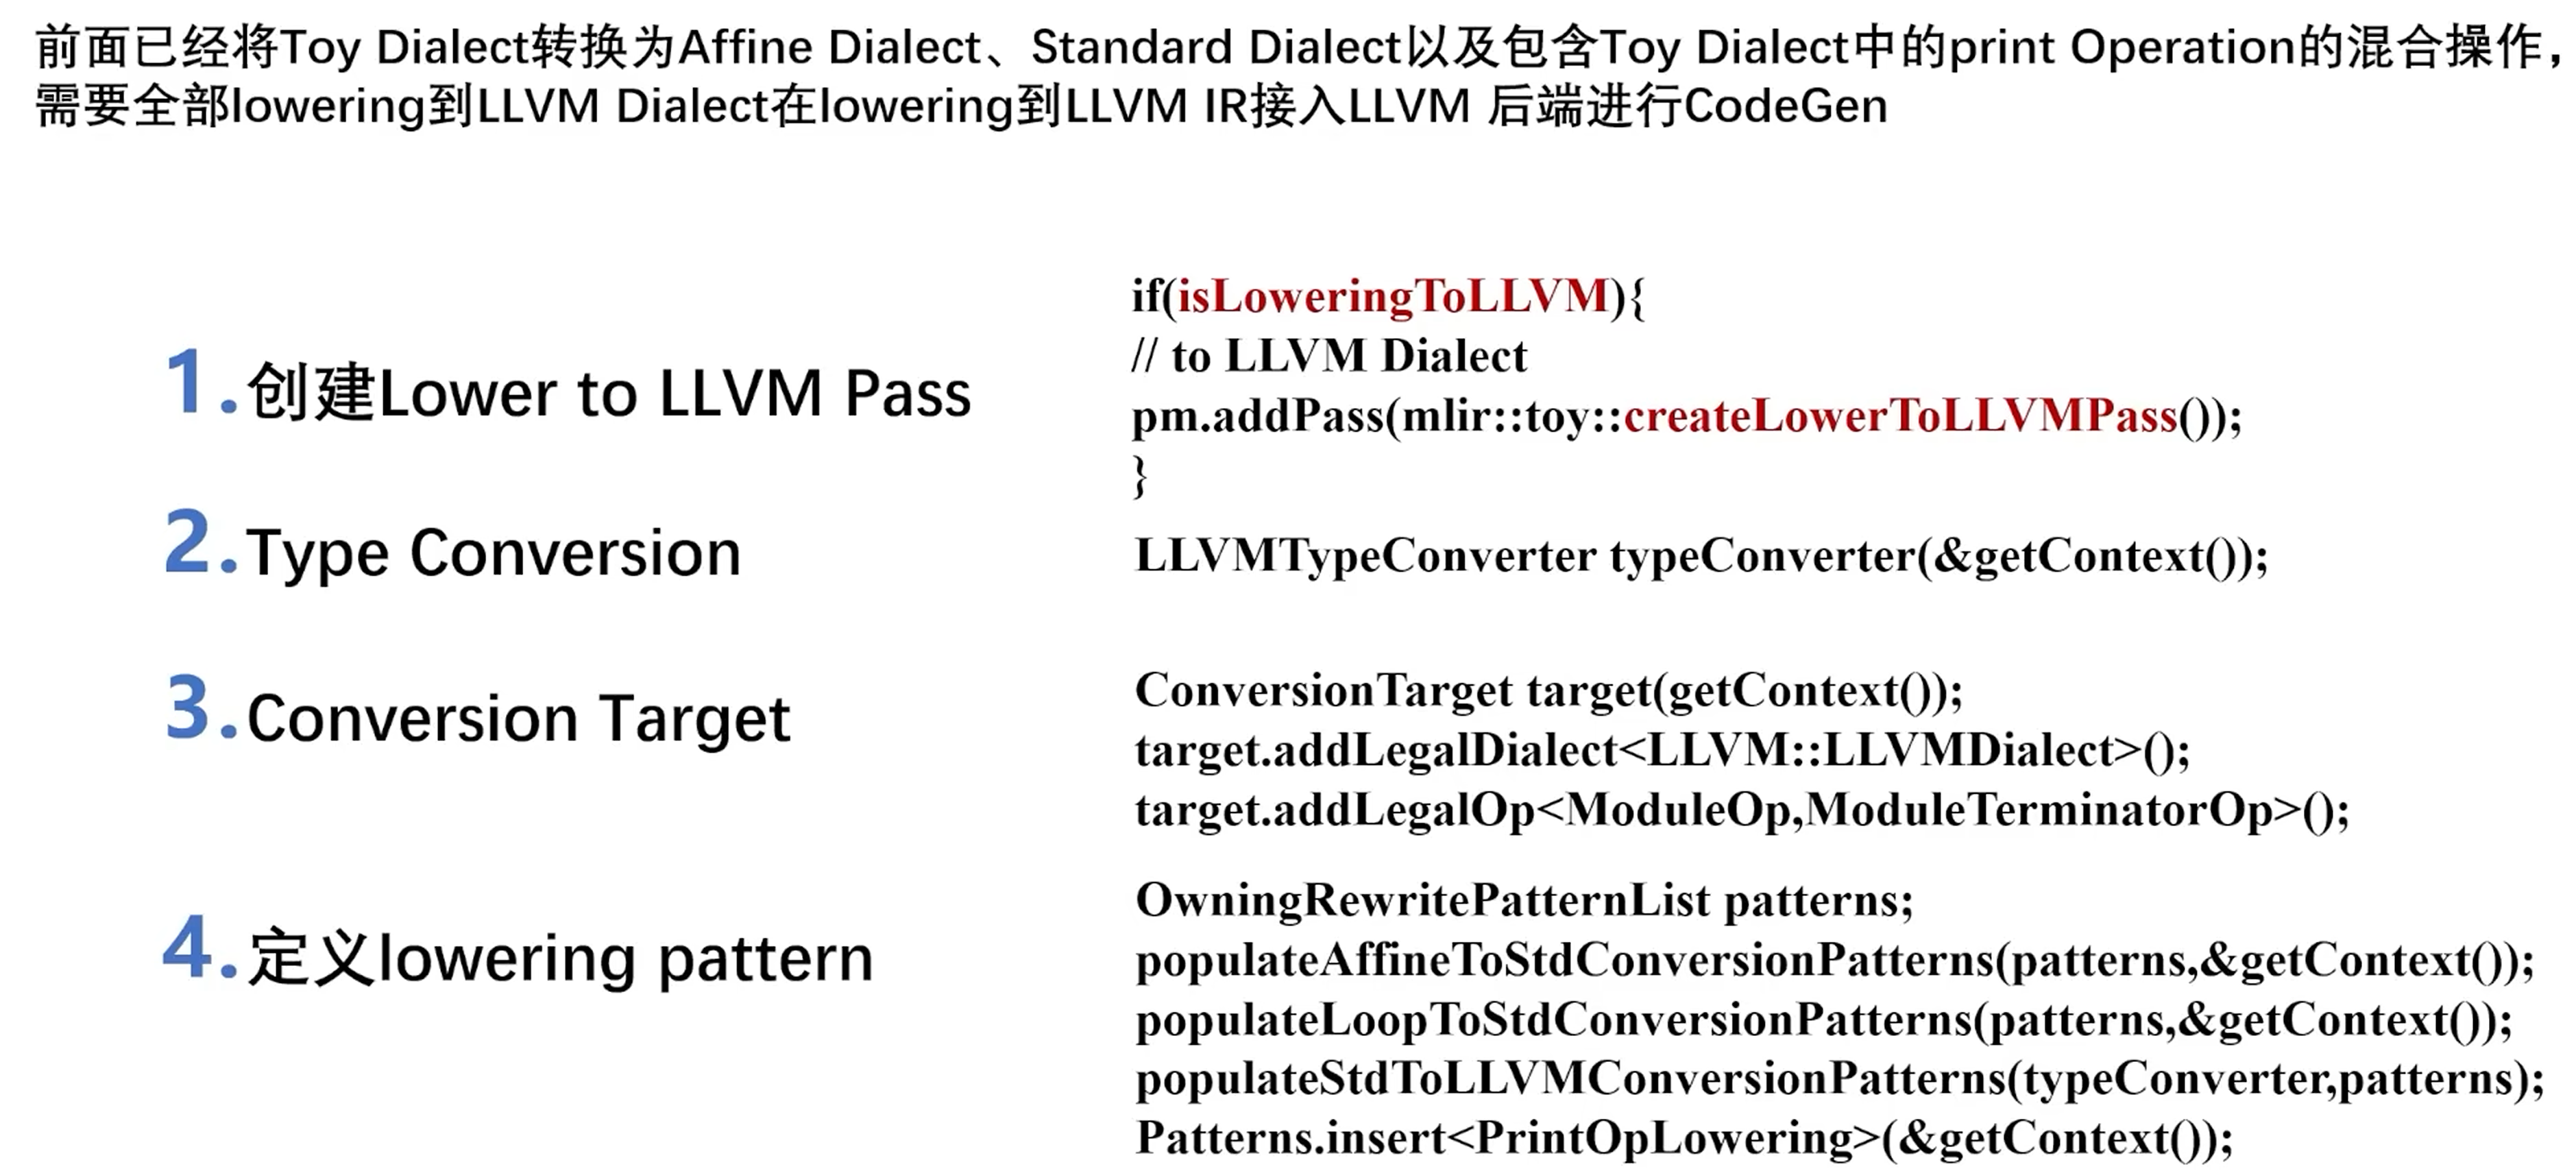 前面已经将Toy Dialect转换为Affine Dialect、Standard Dialect以及包含Toy Dialect中的print Operation的混合操作，
需要全部lowering到LLVM Dialect在lowering到LLVM IR接入LLVM 后端进行CodeGen
1.创建Lower to LLVM Pass
if(isLoweringToLLVM){
// to LLVM Dialect
pm.addPass(mlir::toy::createLowerToLLVMPass());
}
2.Type Conversion
LLVMTypeConverter typeConverter(&getContext());
3.Conversion Target
ConversionTarget target(getContext());
target.addLegalDialect<LLVM::LLVMDialect>();
target.addLegalOp<ModuleOp,ModuleTerminatorOp>();
4.定义lowering pattern
OwningRewritePatternList patterns;
populateAffineToStdConversionPatterns(patterns,&getContext());
populateLoopToStdConversionPatterns(patterns,&getContext());
populateStdToLLVMConversionPatterns(typeConverter,patterns);
Patterns.insert<PrintOpLowering>(&getContext());